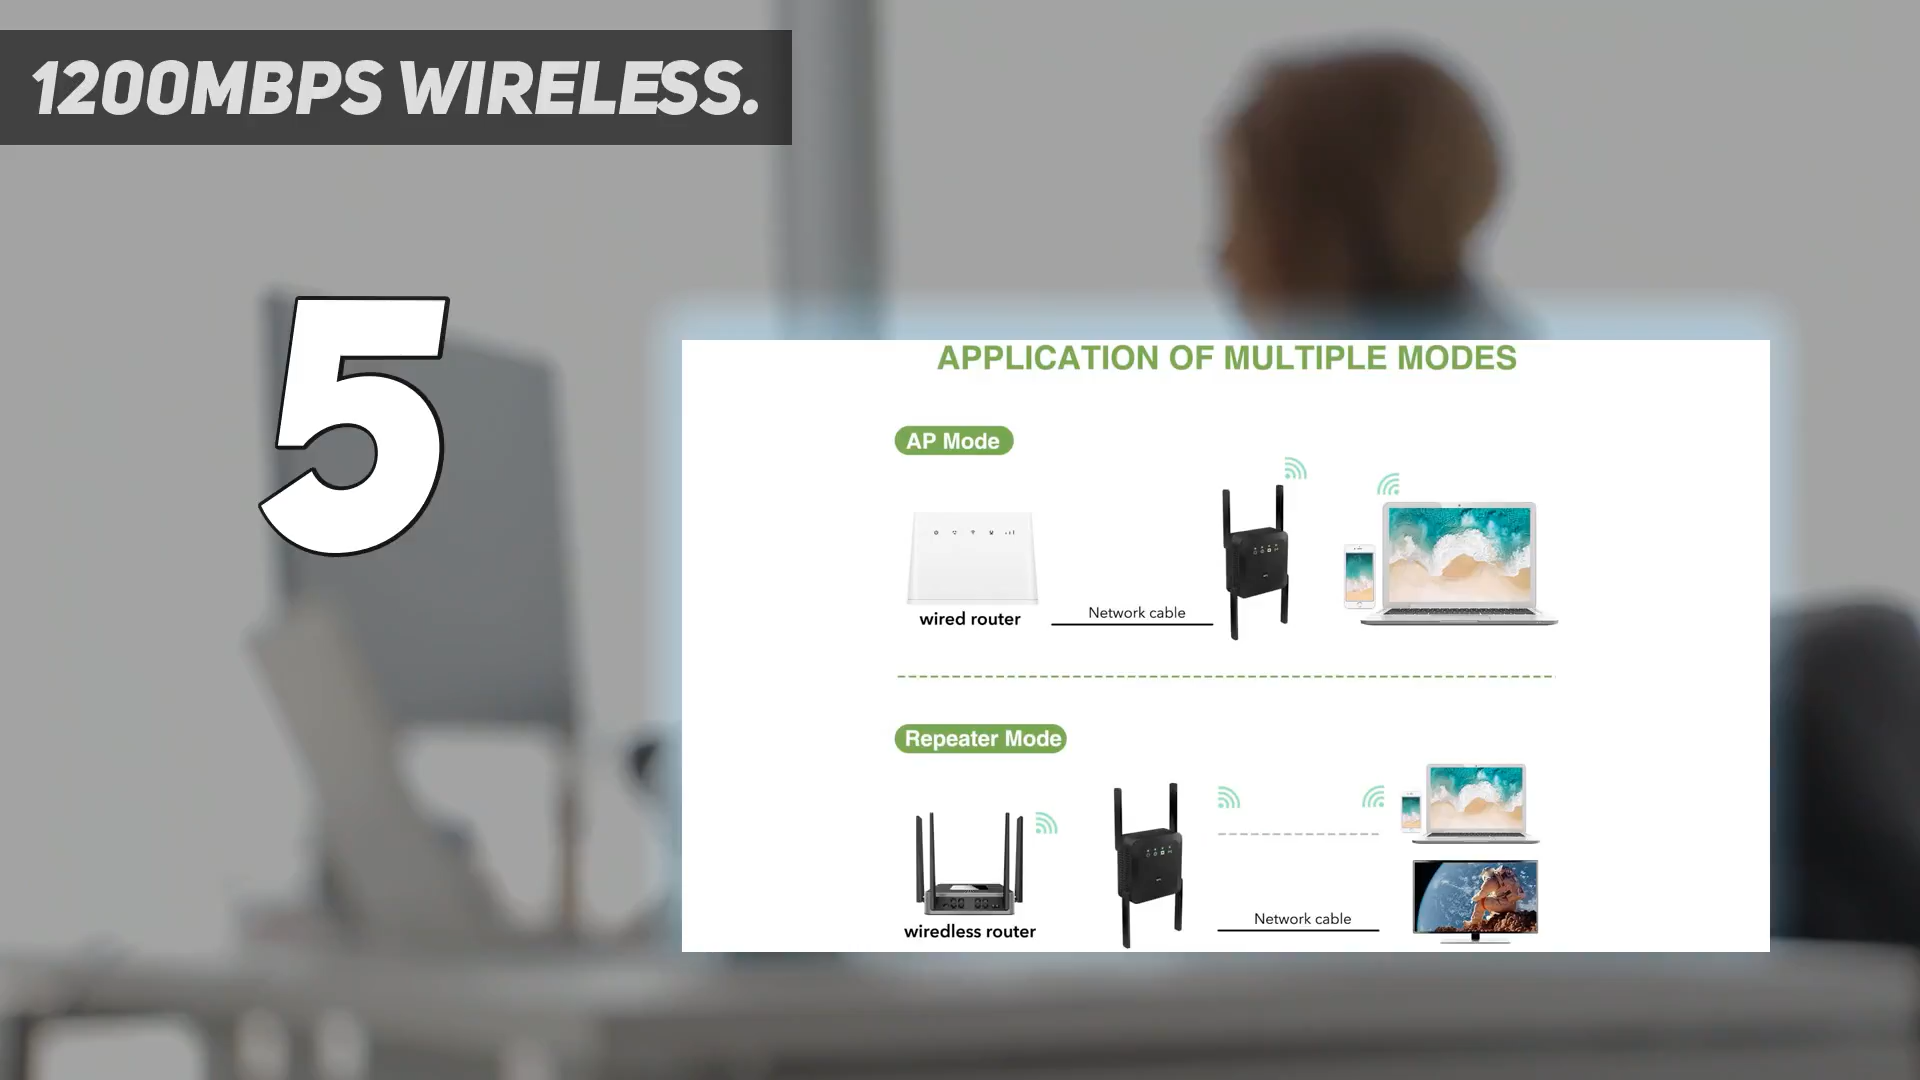 1200MBPS WIRELESS.
5
APPLICATION OF MULTIPLE MODES
AP Mode
wired router
Network cable
Repeater Mode
wiredless router
Network cable